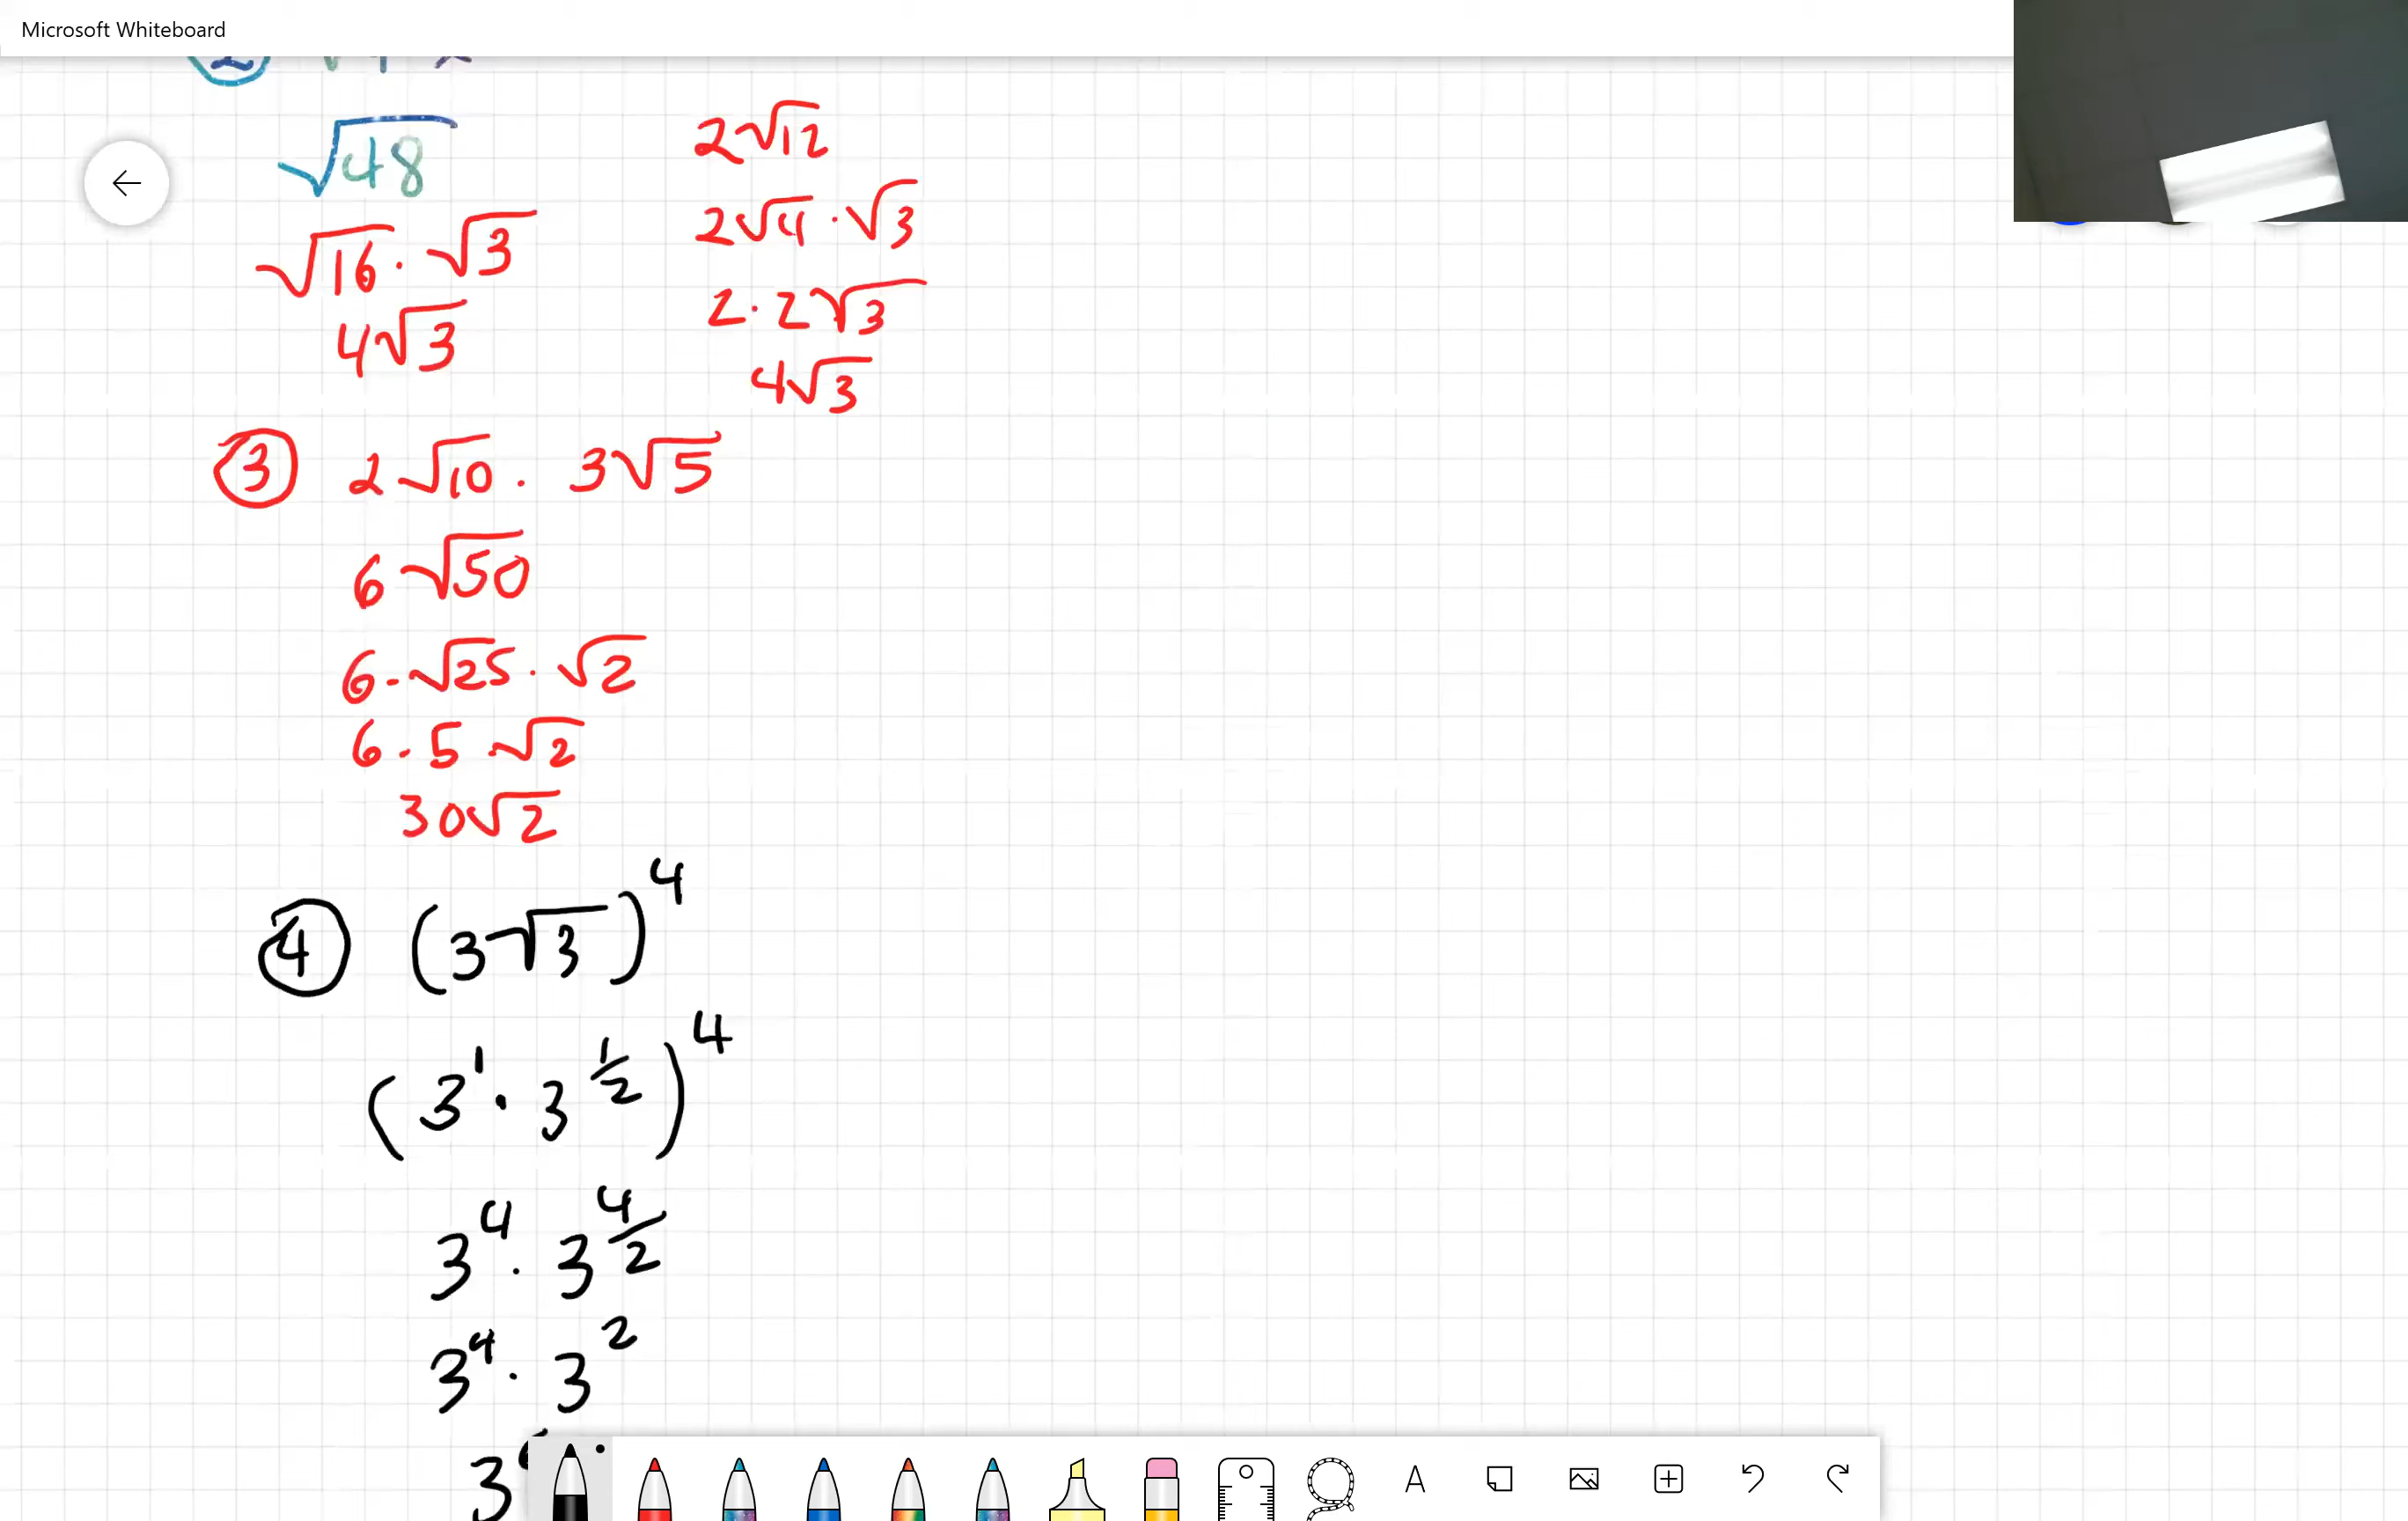 Microsoft Whiteboard
√48
√16 · √3
4√3
2√12
2√4 · √3
2 · 2√3
4√3
③ 2√10 · 3√5
6√50
6 · √25 · √2
6 · 5 √2
30√2
④ (3√3)⁴
(3¹ · 3^(1/2))⁴
3⁴ · 3^(4/2)
3⁴ · 3²
3
A